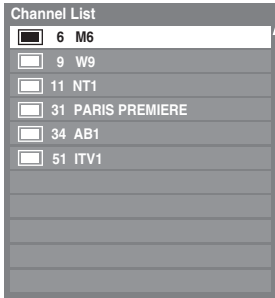 Channel List
6 M6
9 W9
11 NT1
31 PARIS PREMIERE
34 AB1
51 ITV1